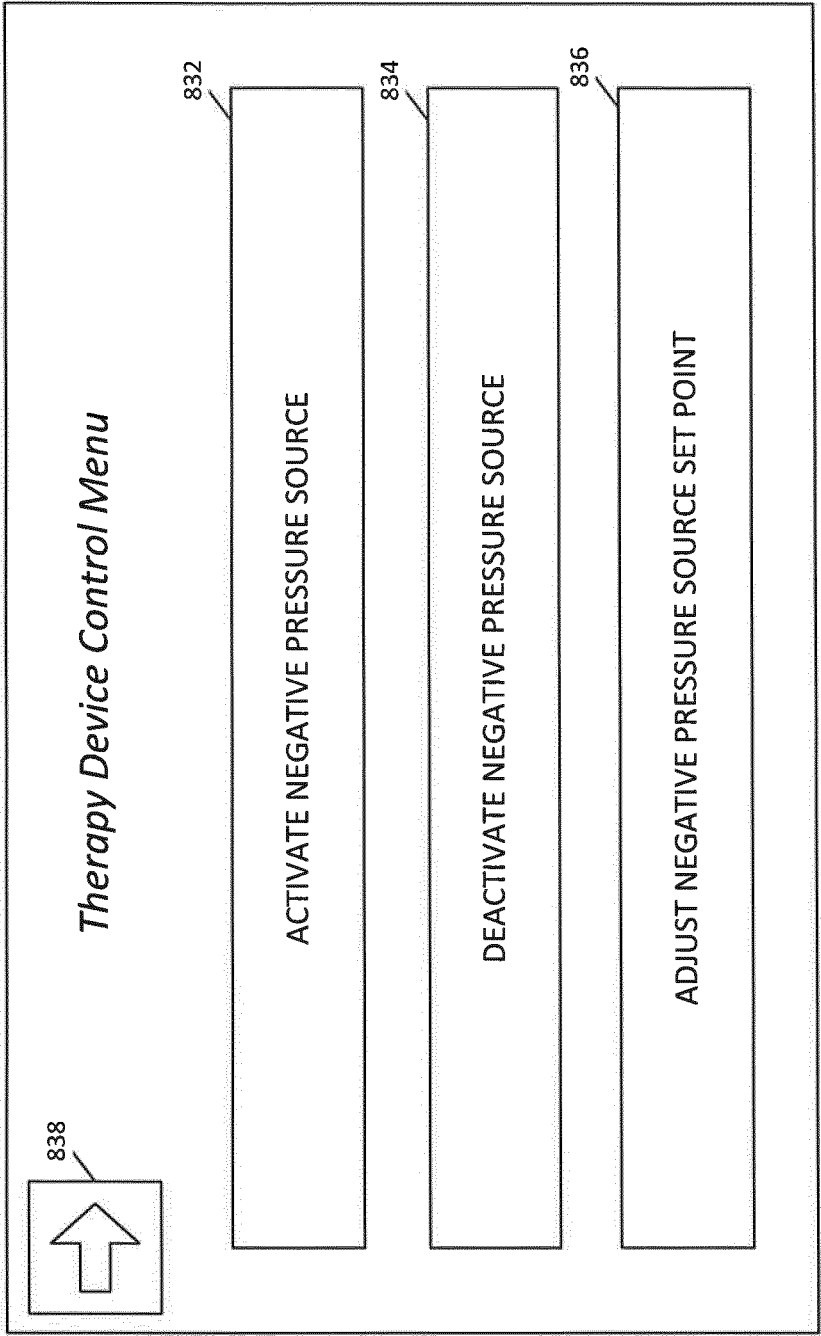 838
Therapy Device Control Menu
832
ACTIVATE NEGATIVE PRESSURE SOURCE
834
DEACTIVATE NEGATIVE PRESSURE SOURCE
836
ADJUST NEGATIVE PRESSURE SOURCE SET POINT